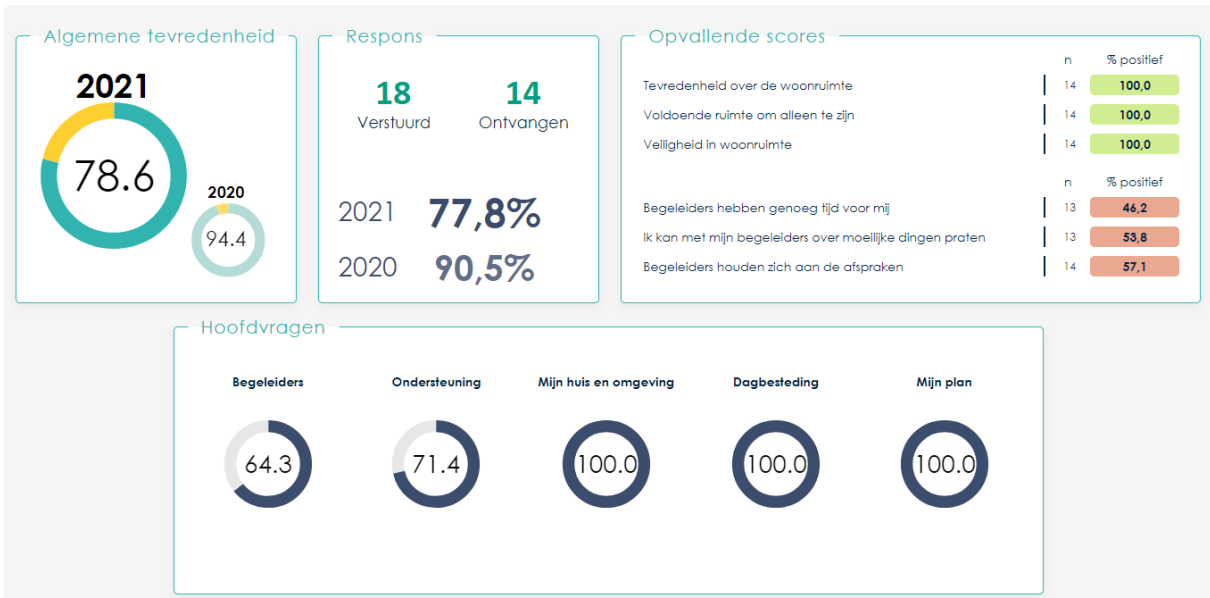 Algemene tevredenheid
2021
78.6
2020
94.4
Respons
18 14
Verstuurd Ontvangen
2021 77,8%
2020 90,5%
Opvallende scores
n % positief
Tevredenheid over de woonruimte 14 100,0
Voldoende ruimte om alleen te zijn 14 100,0
Veiligheid in woonruimte 14 100,0
n % positief
Begeleiders hebben genoeg tijd voor mij 13 46,2
Ik kan met mijn begeleiders over moeilijke dingen praten 13 53,8
Begeleiders houden zich aan de afspraken 14 57,1
Hoofdvragen
Begeleiders Ondersteuning Mijn huis en omgeving Dagbesteding Mijn plan
64.3 71.4 100.0 100.0 100.0